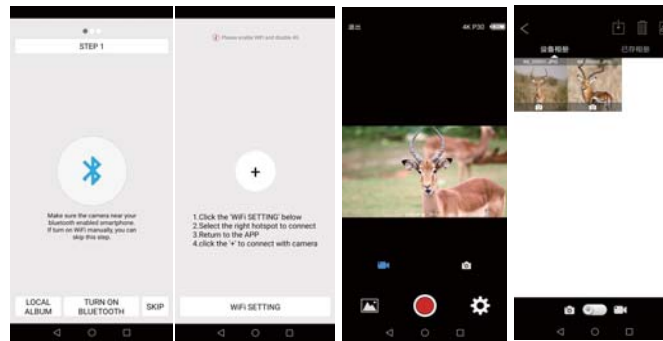 STEP 1
Make sure the camera near your
bluetooth enabled smartphone.
If turn on WiFi manually, you can
skip this step.
LOCAL
ALBUM
TURN ON
BLUETOOTH
SKIP
Please enable WiFi and disable 4G
+
1.Click the 'WiFi SETTING' below
2.Select the right hotspot to connect
3.Return to the APP
4.click the '+' to connect with camera
WiFi SETTING
退出
4K P30
设备相册
已存相册